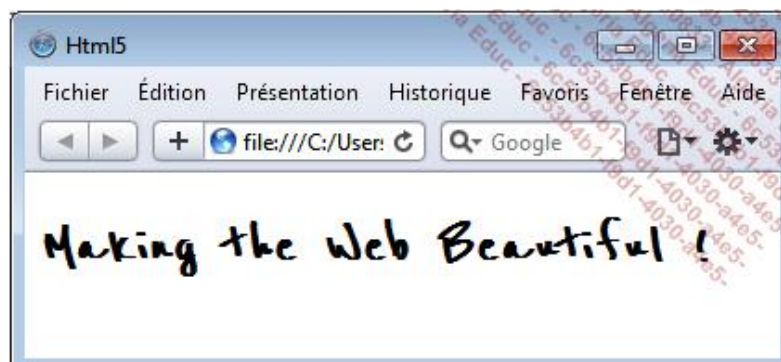 Html5
Fichier Édition Présentation Historique Favoris Fenêtre Aide
file:///C:/User: Google
Making the Web Beautiful !